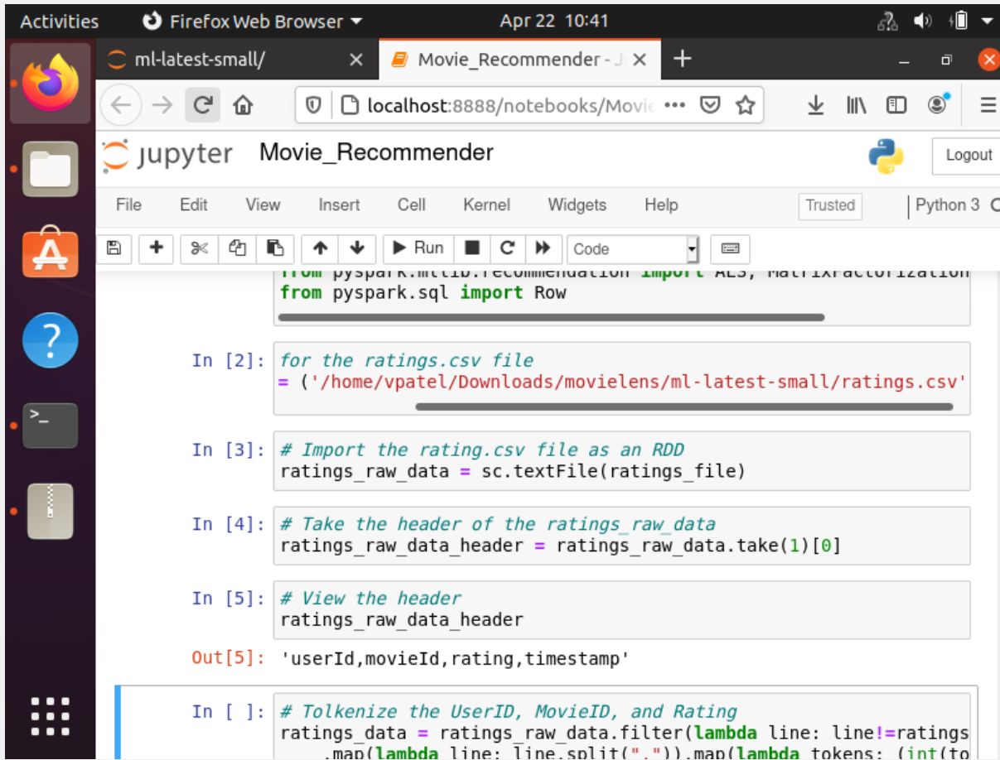 Activities Firefox Web Browser Apr 22 10:41
ml-latest-small/ Movie_Recommender - J
localhost:8888/notebooks/Movie
jupyter Movie_Recommender Logout
File Edit View Insert Cell Kernel Widgets Help Trusted Python 3
Run Code
from pyspark.mllib.recommendation import ALS, MatrixFactorization
from pyspark.sql import Row
In [2]: for the ratings.csv file
= ('/home/vpatel/Downloads/movielens/ml-latest-small/ratings.csv'
In [3]: # Import the rating.csv file as an RDD
ratings_raw_data = sc.textFile(ratings_file)
In [4]: # Take the header of the ratings_raw_data
ratings_raw_data_header = ratings_raw_data.take(1)[0]
In [5]: # View the header
ratings_raw_data_header
Out[5]: 'userId,movieId,rating,timestamp'
In [ ]: # Tolkenize the UserID, MovieID, and Rating
ratings_data = ratings_raw_data.filter(lambda line: line!=ratings
.map(lambda line: line.split(",")).map(lambda tokens: (int(to